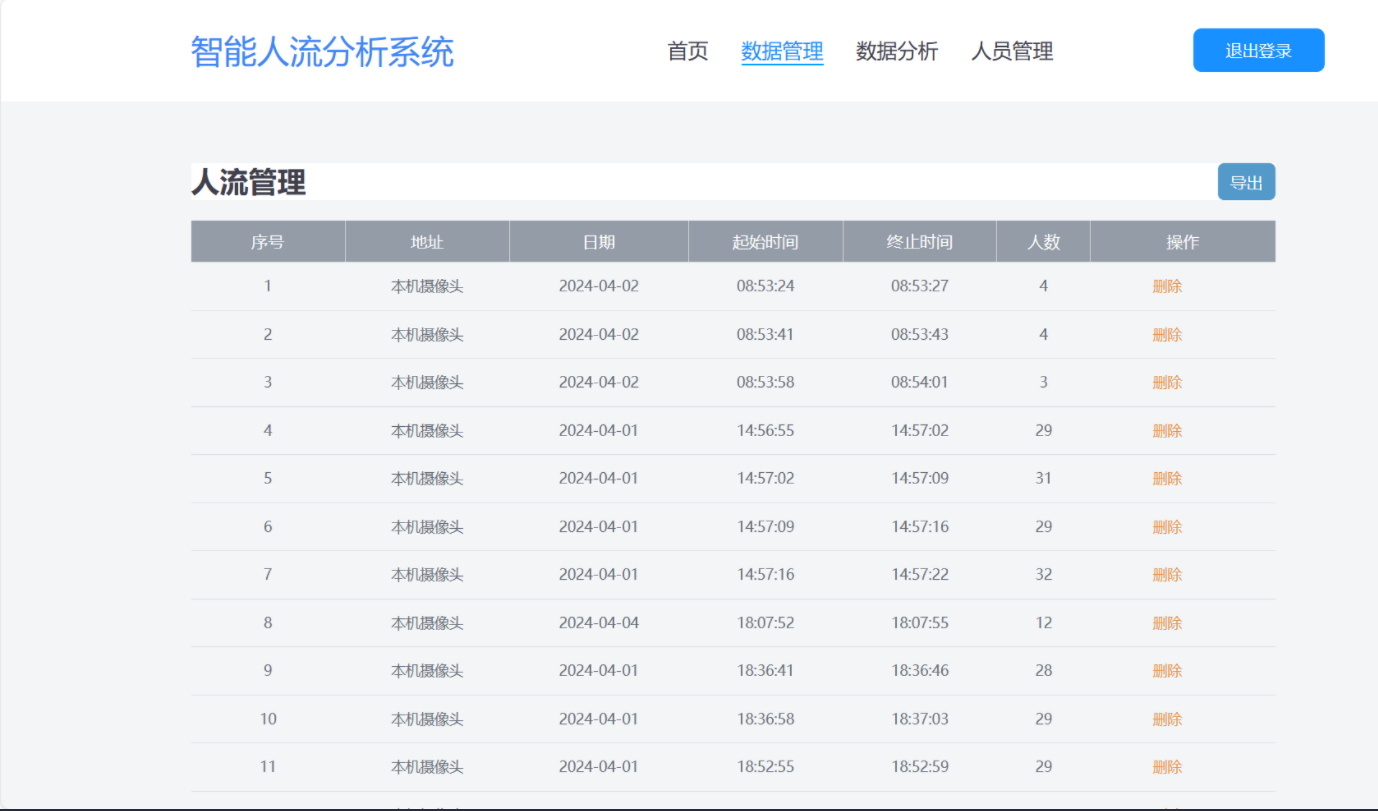 智能人流分析系统 首页 数据管理 数据分析 人员管理 退出登录
人流管理 导出
序号 地址 日期 起始时间 终止时间 人数 操作
1 本机摄像头 2024-04-02 08:53:24 08:53:27 4 删除
2 本机摄像头 2024-04-02 08:53:41 08:53:43 4 删除
3 本机摄像头 2024-04-02 08:53:58 08:54:01 3 删除
4 本机摄像头 2024-04-01 14:56:55 14:57:02 29 删除
5 本机摄像头 2024-04-01 14:57:02 14:57:09 31 删除
6 本机摄像头 2024-04-01 14:57:09 14:57:16 29 删除
7 本机摄像头 2024-04-01 14:57:16 14:57:22 32 删除
8 本机摄像头 2024-04-04 18:07:52 18:07:55 12 删除
9 本机摄像头 2024-04-01 18:36:41 18:36:46 28 删除
10 本机摄像头 2024-04-01 18:36:58 18:37:03 29 删除
11 本机摄像头 2024-04-01 18:52:55 18:52:59 29 删除